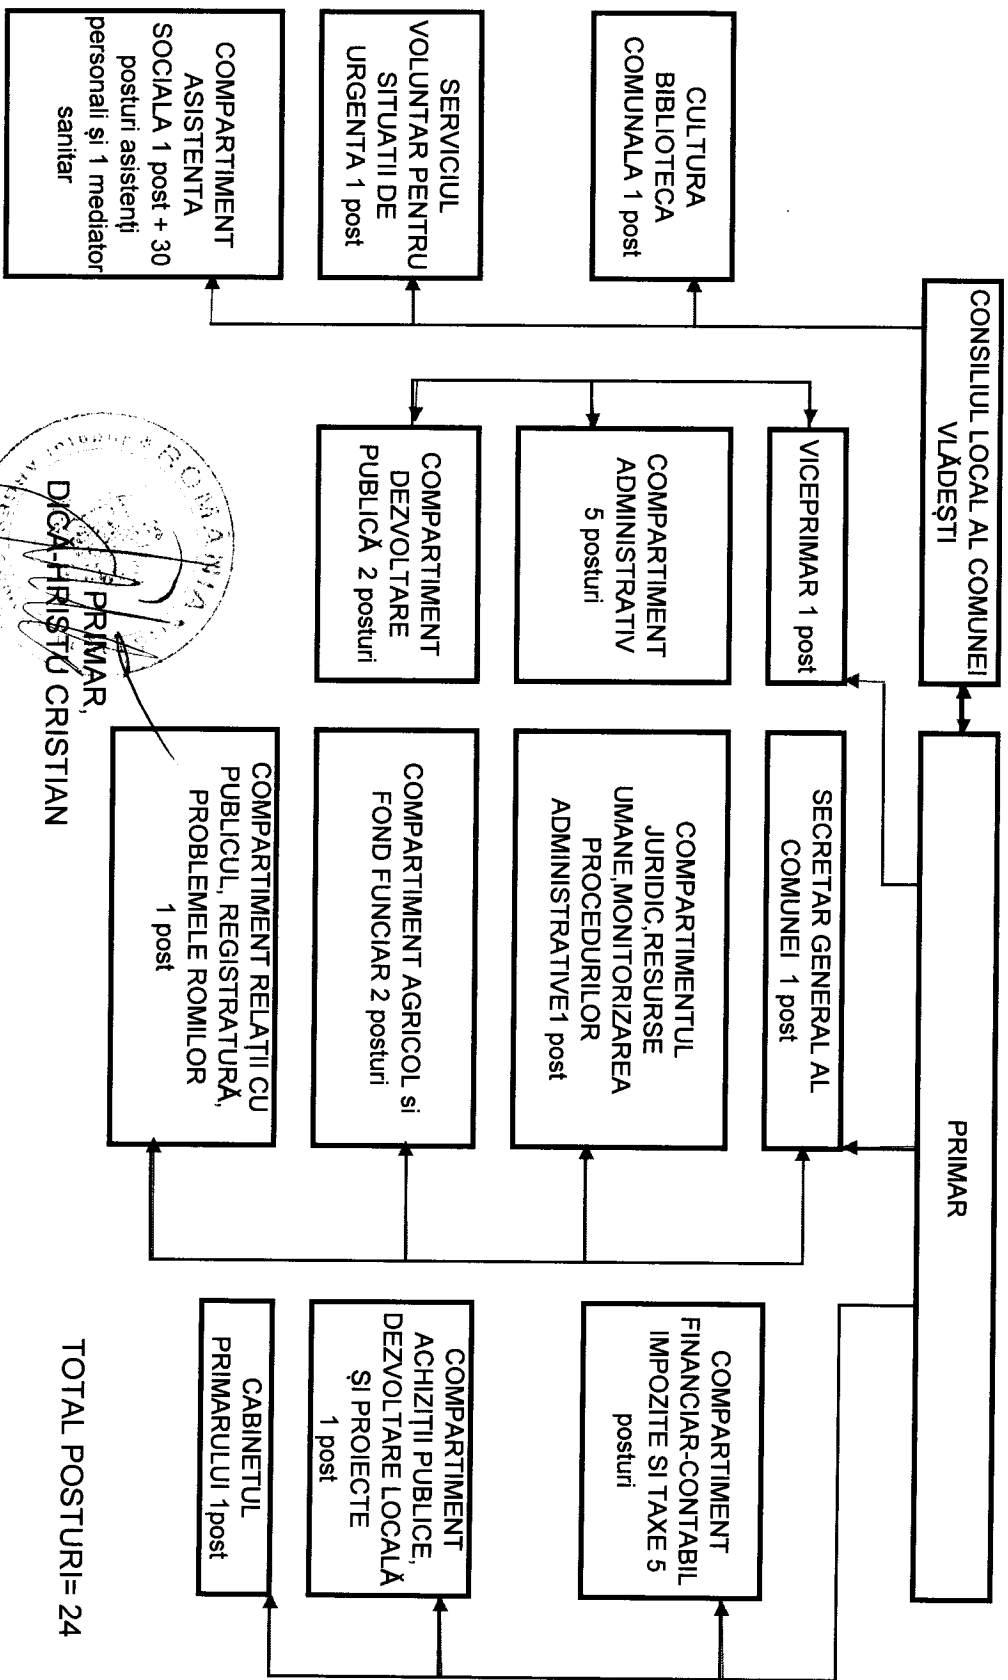 CONSILIUL LOCAL AL COMUNEI
VLĂDEȘTI
PRIMAR
CULTURA
BIBLIOTECA
COMUNALA 1 post
SERVICIUL
VOLUNTAR PENTRU
SITUATII DE
URGENTA 1 post
COMPARTIMENT
ASISTENTA
SOCIALA 1 post + 30
posturi asistenți
personali și 1 mediator
sanitar
VICEPRIMAR 1 post
COMPARTIMENT
ADMINISTRATIV
5 posturi
COMPARTIMENT
DEZVOLTARE
PUBLICĂ 2 posturi
SECRETAR GENERAL AL
COMUNEI 1 post
COMPARTIMENTUL
JURIDIC,RESURSE
UMANE,MONITORIZAREA
PROCEDURILOR
ADMINISTRATIVE1 post
COMPARTIMENT AGRICOL si
FOND FUNCIAR 2 posturi
COMPARTIMENT RELAȚII CU
PUBLICUL, REGISTRATURĂ,
PROBLEMELE ROMILOR
1 post
COMPARTIMENT
FINANCIAR-CONTABIL
IMPOZITE SI TAXE 5
posturi
COMPARTIMENT
ACHIZIȚII PUBLICE,
DEZVOLTARE LOCALĂ
ȘI PROIECTE
1 post
CABINETUL
PRIMARULUI 1post
PRIMAR,
DICĂ-HRISTU CRISTIAN
ROMANIA
TOTAL POSTURI= 24